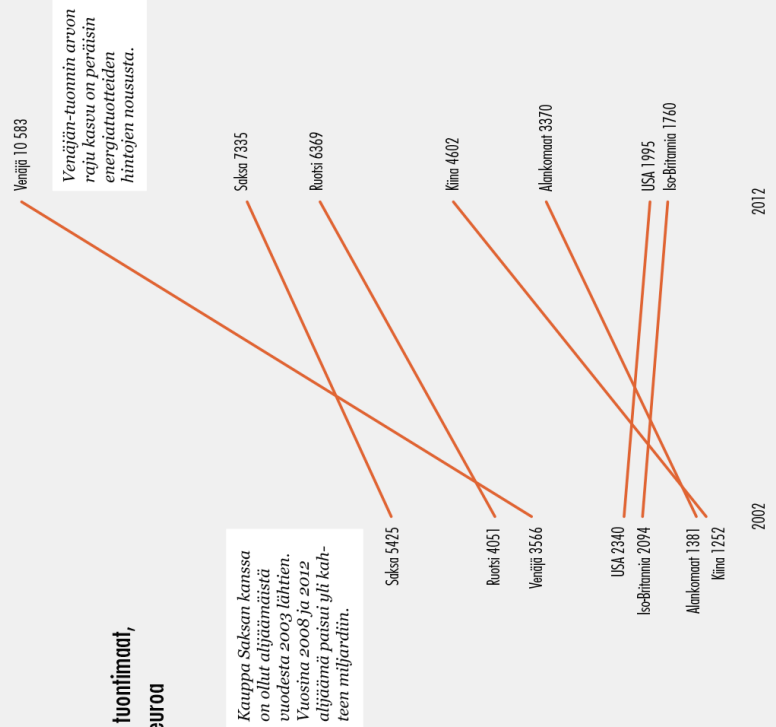 tuontimaat,
euroa
Kauppa Saksan kanssa
on ollut alijäämäistä
vuodesta 2003 lähtien.
Vuosina 2008 ja 2012
alijäämä paisui yli kah-
teen miljardiin.
Venäjän-tuonnin arvon
raju kasvu on peräisin
energiatuotteiden
hintojen noususta.
Venäjä 10 583
Saksa 7335
Ruotsi 6369
Kiina 4602
Alankomaat 3370
USA 1995
Iso-Britannia 1760
Saksa 5425
Ruotsi 4051
Venäjä 3566
USA 2340
Iso-Britannia 2094
Alankomaat 1381
Kiina 1252
2002
2012